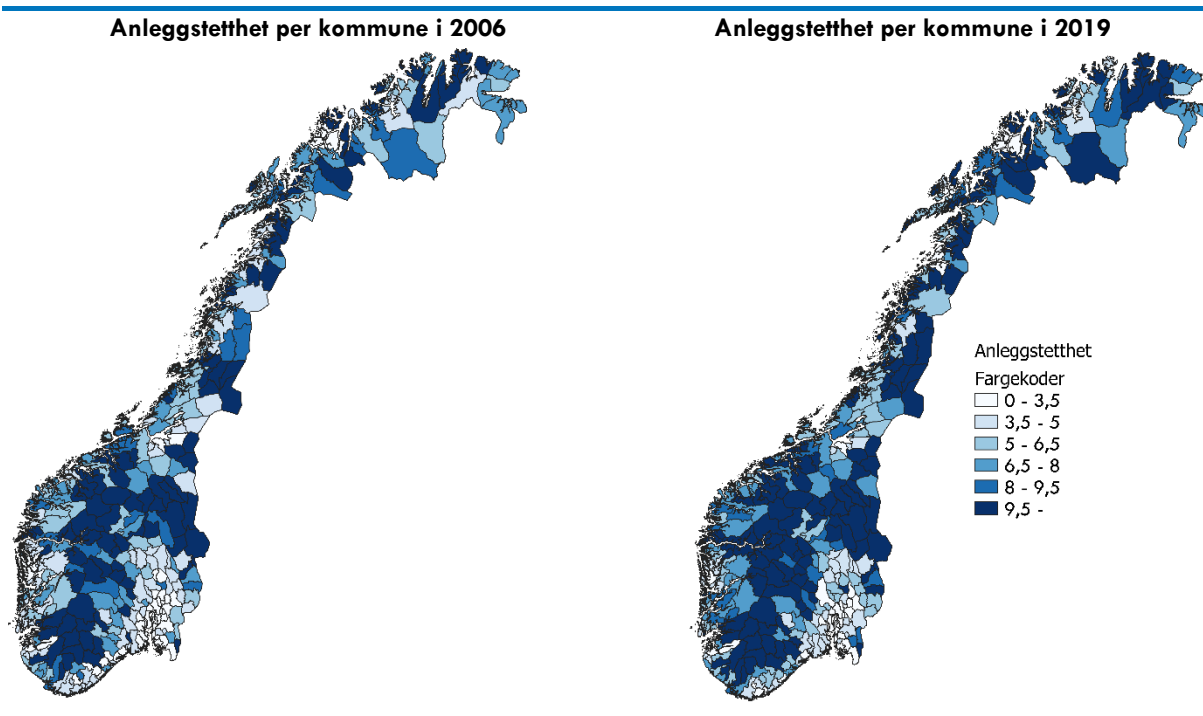 Anleggstetthet per kommune i 2006
Anleggstetthet per kommune i 2019
Anleggstetthet
Fargekoder
0 - 3,5
3,5 - 5
5 - 6,5
6,5 - 8
8 - 9,5
9,5 -